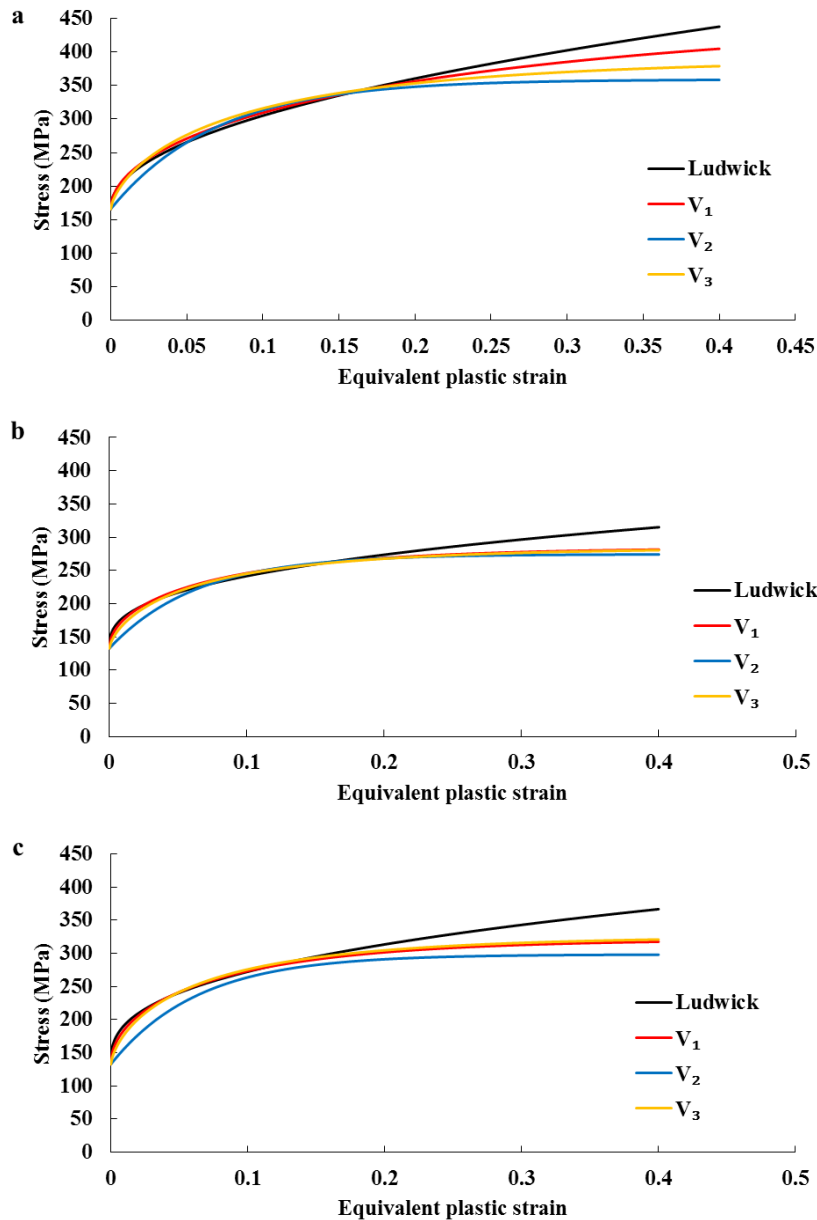 a
450
400
350
300
250
200
150
100
50
0
Stress (MPa)
Ludwick
V₁
V₂
V₃
0 0.05 0.1 0.15 0.2 0.25 0.3 0.35 0.4 0.45
Equivalent plastic strain
b
450
400
350
300
250
200
150
100
50
0
Stress (MPa)
Ludwick
V₁
V₂
V₃
0 0.1 0.2 0.3 0.4 0.5
Equivalent plastic strain
c
450
400
350
300
250
200
150
100
50
0
Stress (MPa)
Ludwick
V₁
V₂
V₃
0 0.1 0.2 0.3 0.4 0.5
Equivalent plastic strain